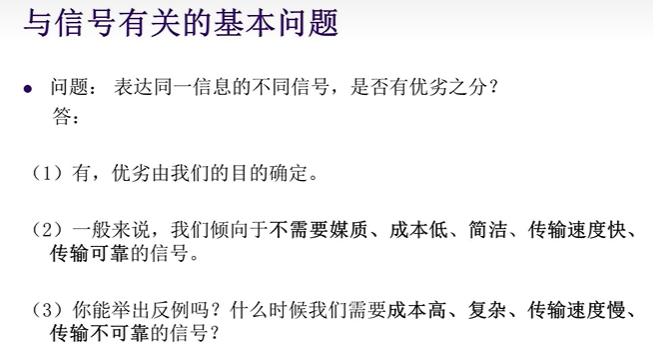 与信号有关的基本问题
● 问题： 表达同一信息的不同信号，是否有优劣之分？
答：
（1）有，优劣由我们的目的确定。
（2）一般来说，我们倾向于不需要媒质、成本低、简洁、传输速度快、
传输可靠的信号。
（3）你能举出反例吗？什么时候我们需要成本高、复杂、传输速度慢、
传输不可靠的信号？